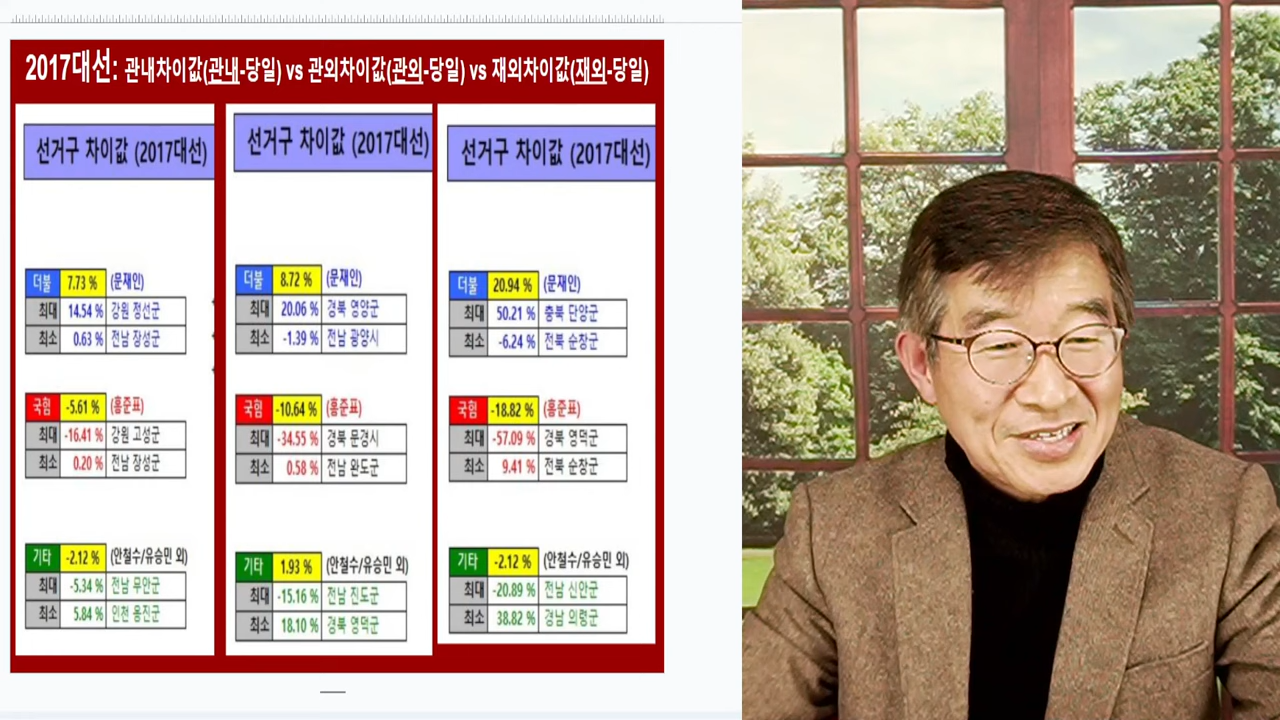 2017대선: 관내차이값(관내-당일) vs 관외차이값(관외-당일) vs 재외차이값(재외-당일)
선거구 차이값 (2017대선)
더불 7.73 % (문재인)
최대 14.54 % 강원 정선군
최소 0.63 % 전남 장성군
국힘 -5.61 % (홍준표)
최대 -16.41 % 강원 고성군
최소 0.20 % 전남 장성군
기타 -2.12 % (안철수/유승민 외)
최대 -5.34 % 전남 무안군
최소 5.84 % 인천 옹진군
선거구 차이값 (2017대선)
더불 8.72 % (문재인)
최대 20.06 % 경북 영양군
최소 -1.39 % 전남 광양시
국힘 -10.64 % (홍준표)
최대 -34.55 % 경북 문경시
최소 0.58 % 전남 완도군
기타 1.93 % (안철수/유승민 외)
최대 -15.16 % 전남 진도군
최소 18.10 % 경북 영덕군
선거구 차이값 (2017대선)
더불 20.94 % (문재인)
최대 50.21 % 충북 단양군
최소 -6.24 % 전북 순창군
국힘 -18.82 % (홍준표)
최대 -57.09 % 경북 영덕군
최소 9.41 % 전북 순창군
기타 -2.12 % (안철수/유승민 외)
최대 -20.89 % 전남 신안군
최소 38.82 % 경남 의령군